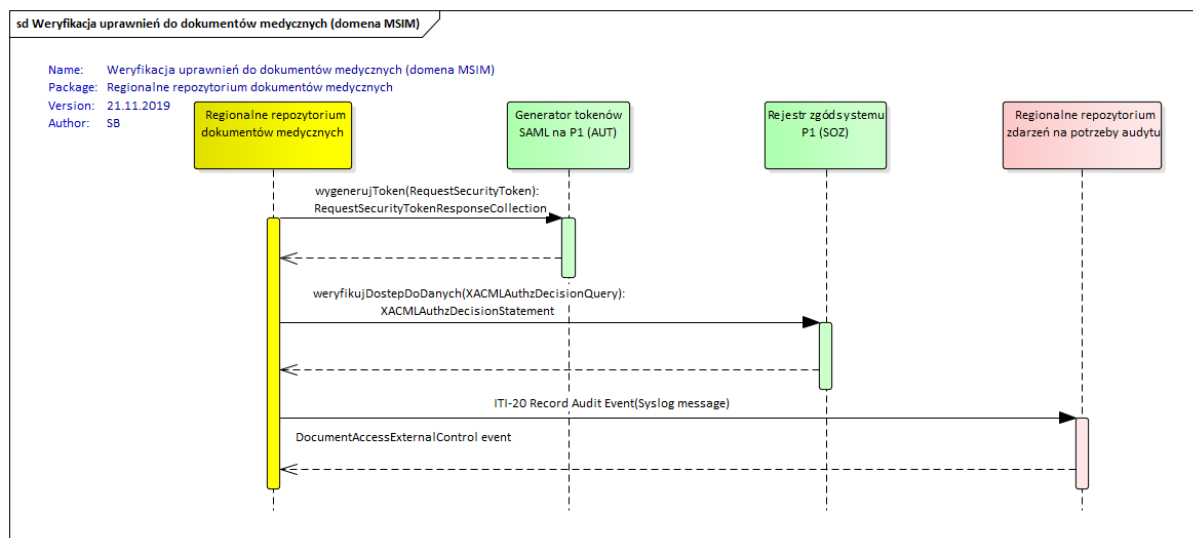 sd Weryfikacja uprawnień do dokumentów medycznych (domena MSIM)
Name: Weryfikacja uprawnień do dokumentów medycznych (domena MSIM)
Package: Regionalne repozytorium dokumentów medycznych
Version: 21.11.2019
Author: SB
Regionalne repozytorium
dokumentów medycznych
Generator tokenów
SAML na P1 (AUT)
Rejestr zgód systemu
P1 (SOZ)
Regionalne repozytorium
zdarzeń na potrzeby audytu
wygenerujToken(RequestSecurityToken):
RequestSecurityTokenResponseCollection
weryfikujDostepDoDanych(XACMLAuthzDecisionQuery):
XACMLAuthzDecisionStatement
ITI-20 Record Audit Event(Syslog message)
DocumentAccessExternalControl event